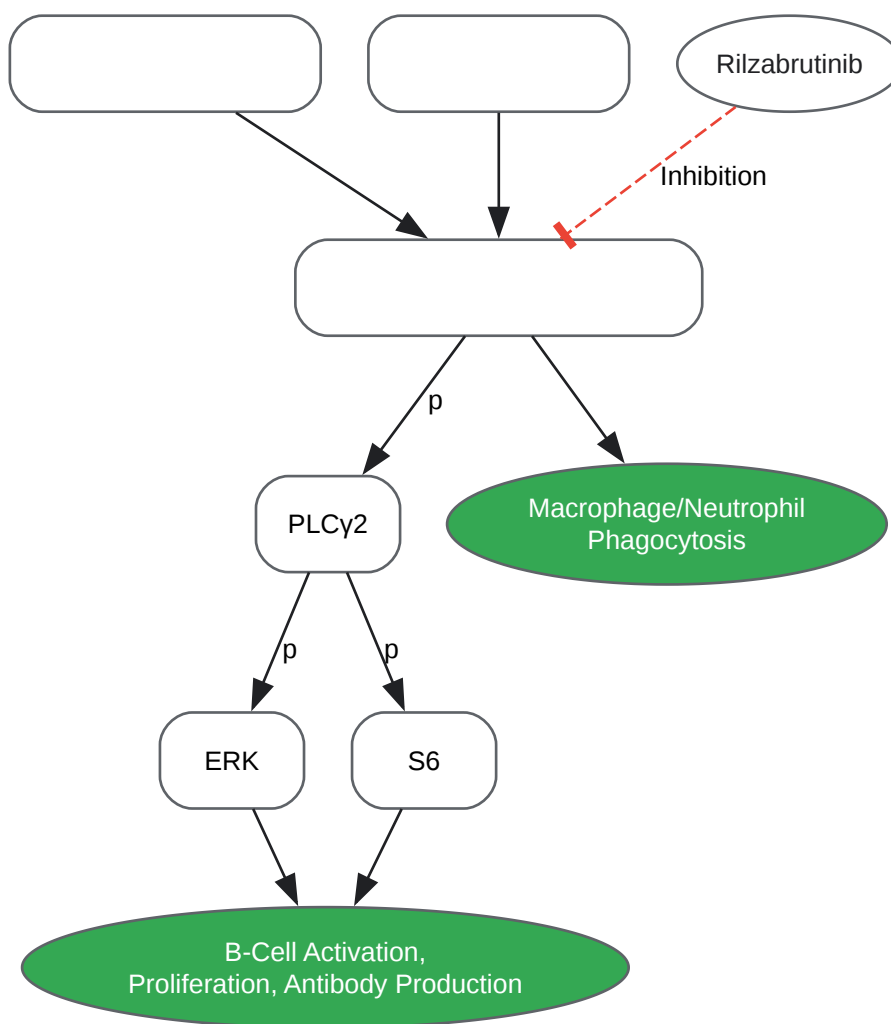 Rilzabrutinib
Inhibition
p
Macrophage/Neutrophil
Phagocytosis
PLCγ2
p
p
ERK
S6
B-Cell Activation,
Proliferation, Antibody Production